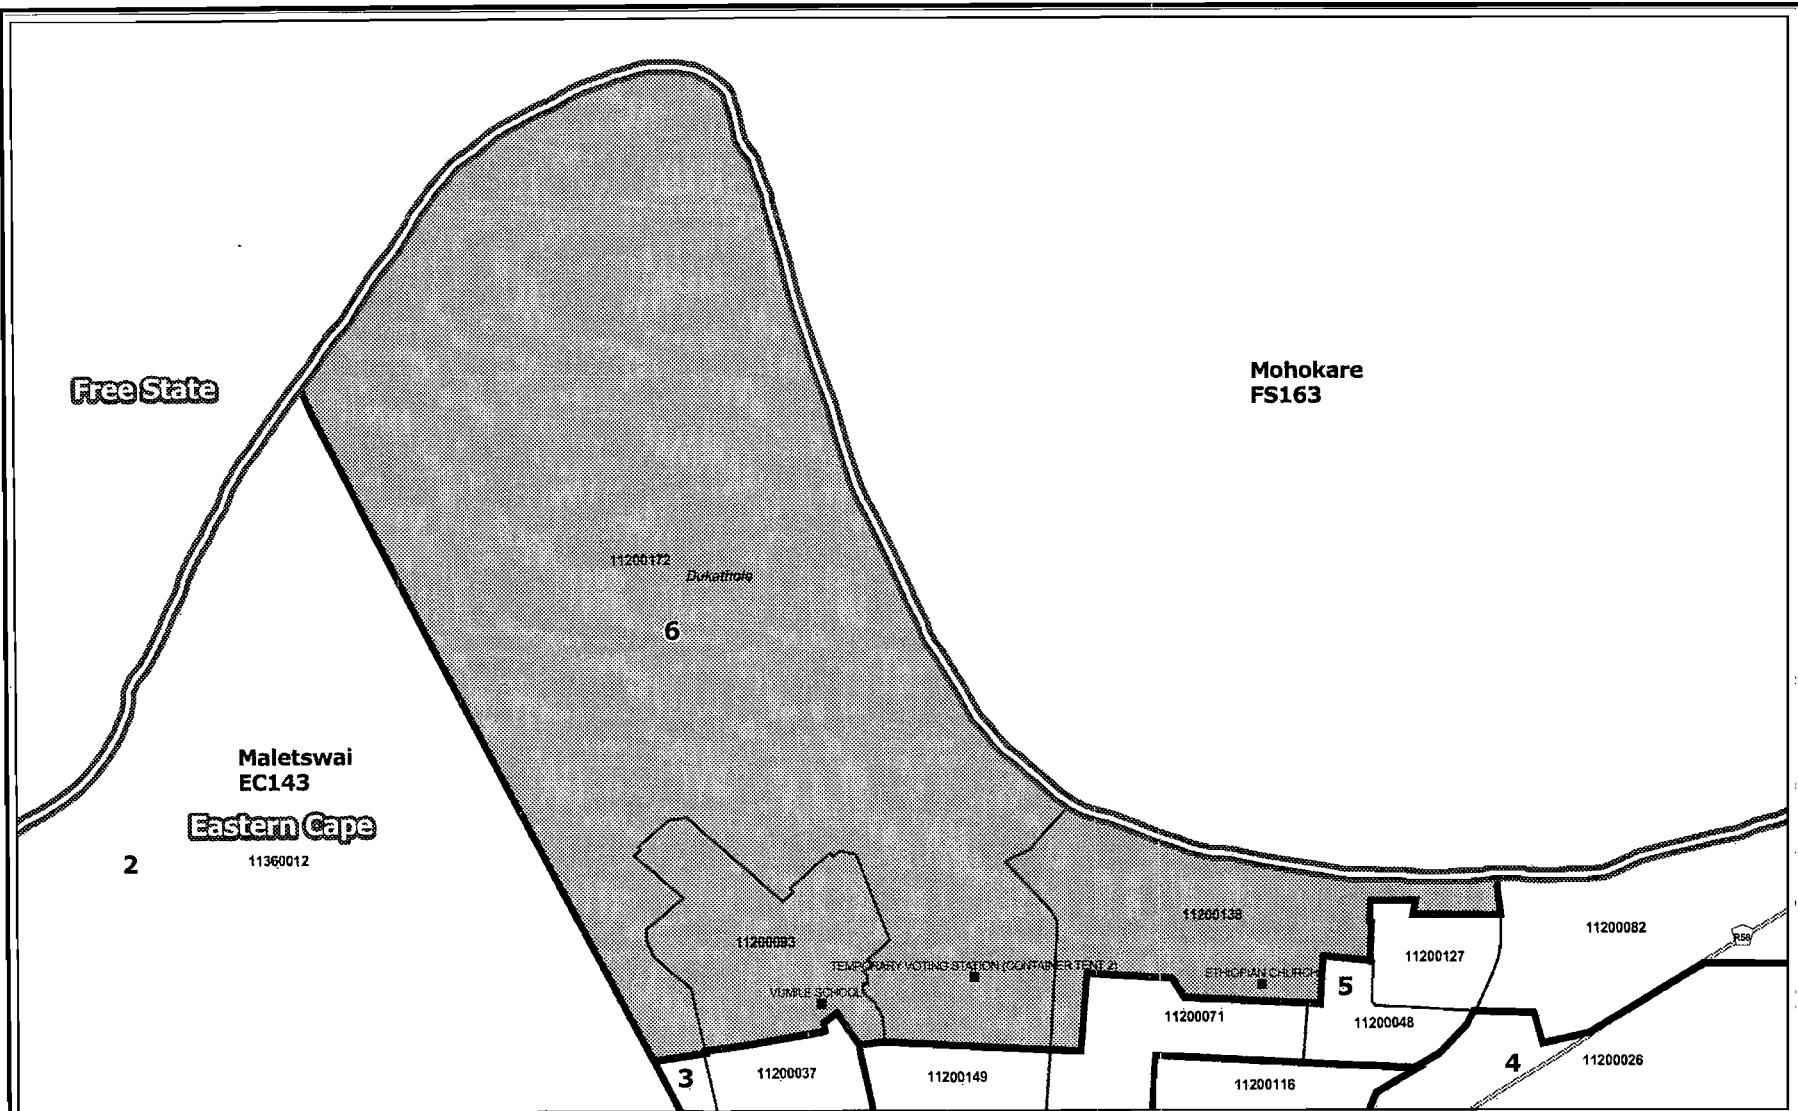 Mohokare
FS163
Free State
11200172
Dukathole
6
Maletswai
EC143
Eastern Cape
2
11360012
11200138
11200082
R58
11200093
11200127
TEMPORARY VOTING STATION (CONTAINER TENT 2)
ETHIOPIAN CHURCH
5
VUMILE SCHOOL
11200071
11200048
4
11200026
3
11200037
11200149
11200116